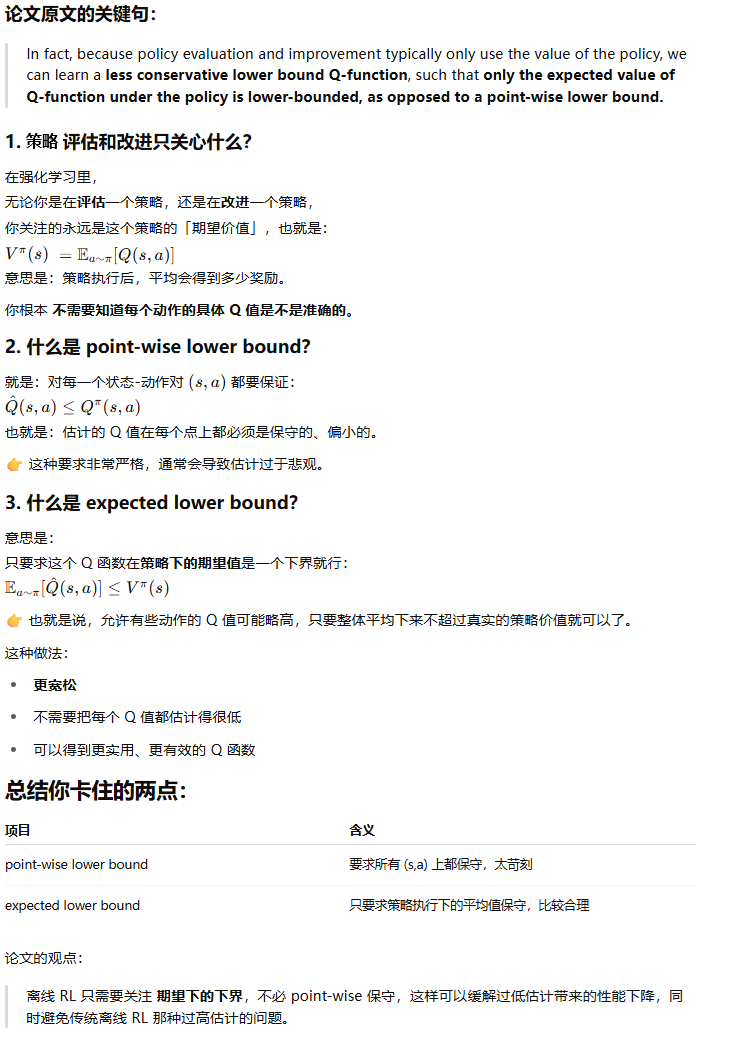 论文原文的关键句：
In fact, because policy evaluation and improvement typically only use the value of the policy, we
can learn a less conservative lower bound Q-function, such that only the expected value of
Q-function under the policy is lower-bounded, as opposed to a point-wise lower bound.
1. 策略 评估和改进只关心什么？
在强化学习里，
无论你是在评估一个策略，还是在改进一个策略，
你关注的永远是这个策略的「期望价值」，也就是：
V^π(s) = 𝔼_{a∼π}[Q(s, a)]
意思是：策略执行后，平均会得到多少奖励。
你根本 不需要知道每个动作的具体 Q 值是不是准确的。
2. 什么是 point-wise lower bound？
就是：对每一个状态-动作对 (s, a) 都要保证：
Q̂(s, a) ≤ Q^π(s, a)
也就是：估计的 Q 值在每个点上都必须是保守的、偏小的。
👉 这种要求非常严格，通常会导致估计过于悲观。
3. 什么是 expected lower bound？
意思是：
只要求这个 Q 函数在策略下的期望值是一个下界就行：
𝔼_{a∼π}[Q̂(s, a)] ≤ V^π(s)
👉 也就是说，允许有些动作的 Q 值可能略高，只要整体平均下来不超过真实的策略价值就可以了。
这种做法：
• 更宽松
• 不需要把每个 Q 值都估计得很低
• 可以得到更实用、更有效的 Q 函数
总结你卡住的两点：
项目 含义
point-wise lower bound 要求所有 (s,a) 上都保守，太苛刻
expected lower bound 只要求策略执行下的平均值保守，比较合理
论文的观点：
离线 RL 只需要关注 期望下的下界，不必 point-wise 保守，这样可以缓解过低估计带来的性能下降，同
时避免传统离线 RL 那种过高估计的问题。